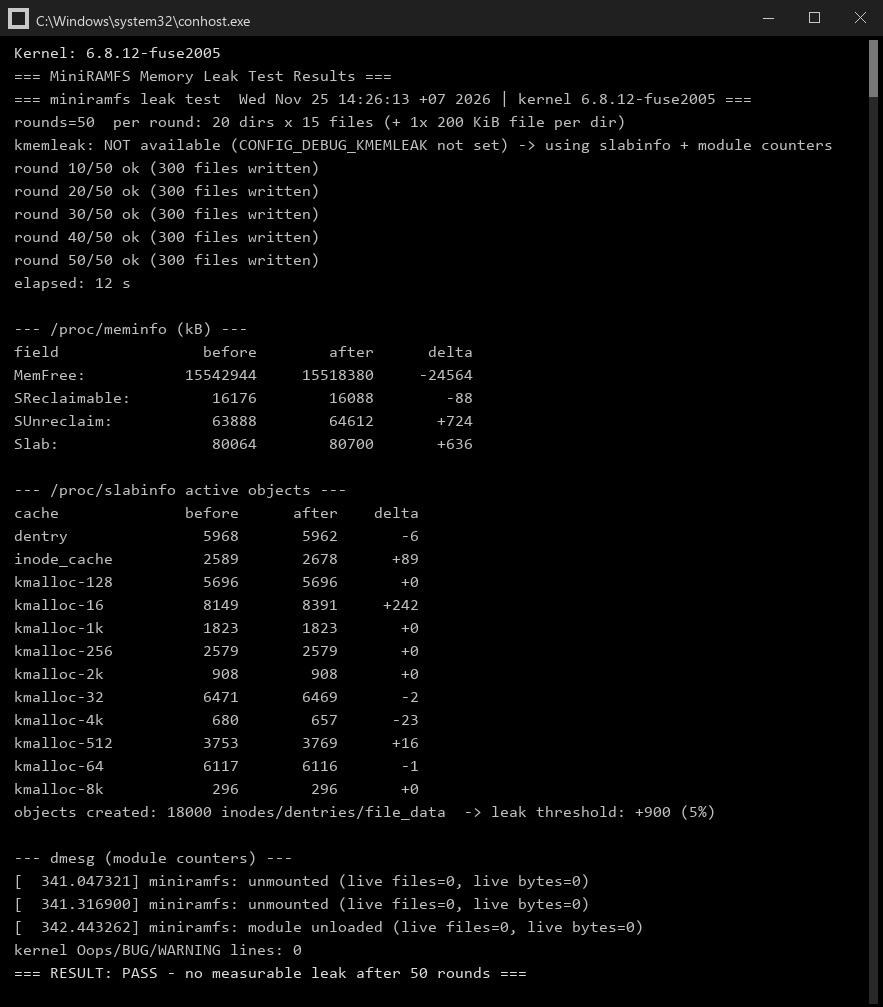 C:\Windows\system32\conhost.exe
Kernel: 6.8.12-fuse2005
=== MiniRAMFS Memory Leak Test Results ===
=== miniramfs leak test  Wed Nov 25 14:26:13 +07 2026 | kernel 6.8.12-fuse2005 ===
rounds=50  per round: 20 dirs x 15 files (+ 1x 200 KiB file per dir)
kmemleak: NOT available (CONFIG_DEBUG_KMEMLEAK not set) -> using slabinfo + module counters
round 10/50 ok (300 files written)
round 20/50 ok (300 files written)
round 30/50 ok (300 files written)
round 40/50 ok (300 files written)
round 50/50 ok (300 files written)
elapsed: 12 s
--- /proc/meminfo (kB) ---
field                before        after      delta
MemFree:           15542944     15518380     -24564
SReclaimable:         16176        16088        -88
SUnreclaim:           63888        64612       +724
Slab:                 80064        80700       +636
--- /proc/slabinfo active objects ---
cache              before      after    delta
dentry               5968       5962       -6
inode_cache          2589       2678      +89
kmalloc-128          5696       5696       +0
kmalloc-16           8149       8391     +242
kmalloc-1k           1823       1823       +0
kmalloc-256          2579       2579       +0
kmalloc-2k            908        908       +0
kmalloc-32           6471       6469       -2
kmalloc-4k            680        657      -23
kmalloc-512          3753       3769      +16
kmalloc-64           6117       6116       -1
kmalloc-8k            296        296       +0
objects created: 18000 inodes/dentries/file_data  -> leak threshold: +900 (5%)
--- dmesg (module counters) ---
[  341.047321] miniramfs: unmounted (live files=0, live bytes=0)
[  341.316900] miniramfs: unmounted (live files=0, live bytes=0)
[  342.443262] miniramfs: module unloaded (live files=0, live bytes=0)
kernel Oops/BUG/WARNING lines: 0
=== RESULT: PASS - no measurable leak after 50 rounds ===